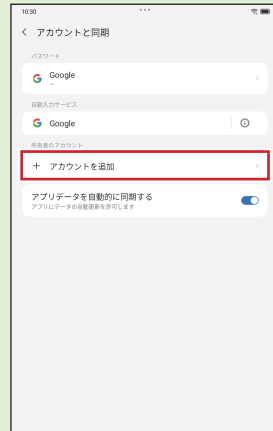 10:30
アカウントと同期
パスワード
Google
—
自動入力サービス
Google
所有者のアカウント
アカウントを追加
アプリデータを自動的に同期する
アプリにデータの自動更新を許可します